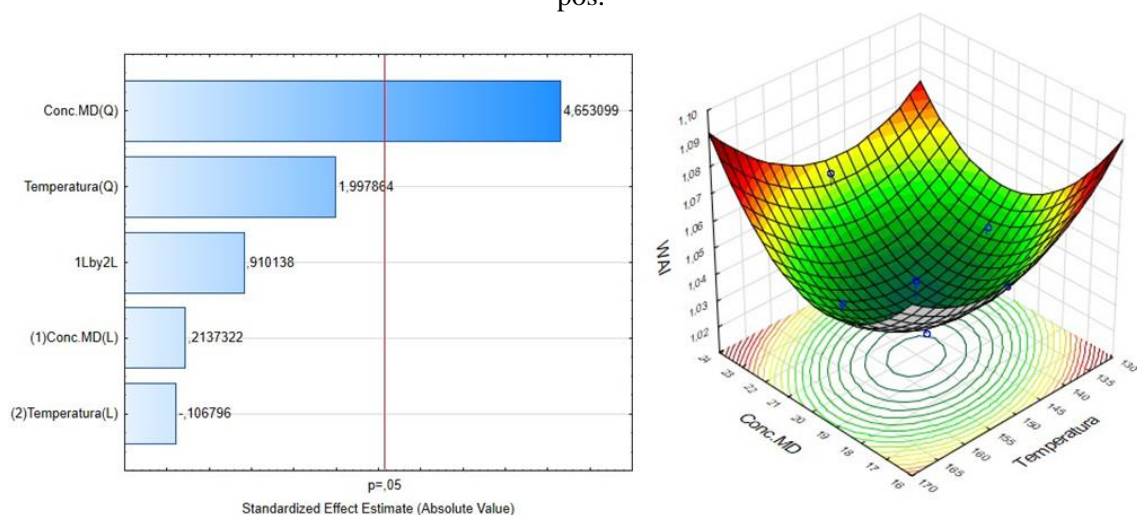 pos.
Conc.MD(Q)
4,653099
Temperatura(Q)
1,997864
1Lby2L
,910138
(1)Conc.MD(L)
,2137322
(2)Temperatura(L)
-,106796
p=,05
Standardized Effect Estimate (Absolute Value)
1,10
1,09
1,08
1,07
1,06
1,05
1,04
1,03
1,02
WAI
24
23
22
21
20
19
18
17
16
Conc.MD
170
165
160
155
150
145
140
135
130
Temperatura